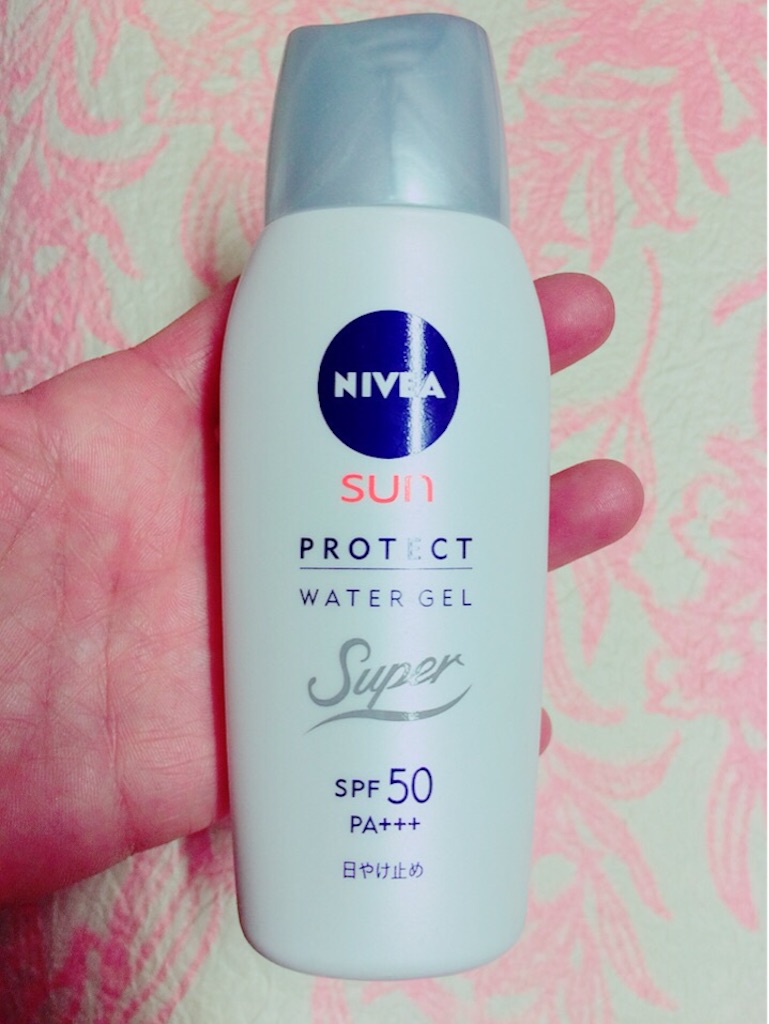 NIVEA
sun
PROTECT
WATER GEL
Super
SPF 50
PA+++
日やけ止め